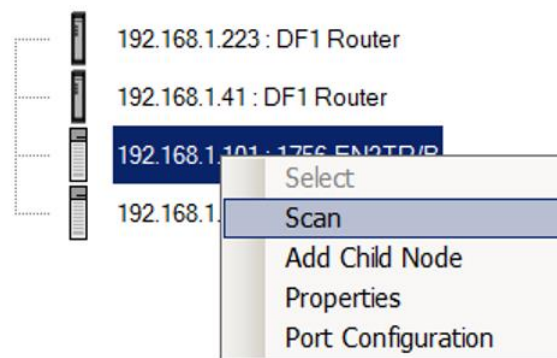 192.168.1.223 : DF1 Router
192.168.1.41 : DF1 Router
192.168.1.101 : 1756-EN2TR/B
Select
192.168.1.
Scan
Add Child Node
Properties
Port Configuration